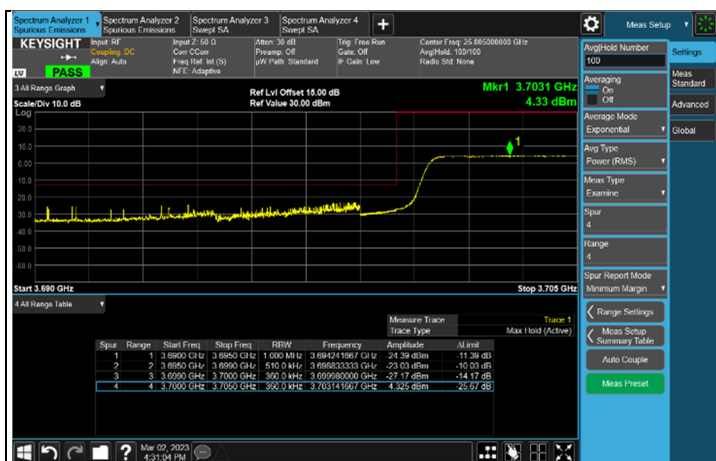 Spectrum Analyzer 1
Spurious Emissions
Spectrum Analyzer 2
Spurious Emissions
Spectrum Analyzer 3
Swept SA
Spectrum Analyzer 4
Swept SA
+
Meas Setup
KEYSIGHT
Input: RF
Coupling: DC
Align: Auto
Input Z: 50 Ω
Corr CCorr
Freq Ref: Int (S)
NFE: Adaptive
Atten: 30 dB
Preamp: Off
µW Path: Standard
Trig: Free Run
Gate: Off
IF Gain: Low
Center Freq: 25.005000000 GHz
Avg|Hold: 100/100
Radio Std: None
PASS
3 All Range Graph
Scale/Div 10.0 dB
Ref Lvl Offset 15.00 dB
Ref Value 30.00 dBm
Mkr1 3.7031 GHz
4.33 dBm
Log
20.0
10.0
0.00
-10.0
-20.0
-30.0
-40.0
-50.0
-60.0
1
Start 3.690 GHz
Stop 3.705 GHz
4 All Range Table
Measure Trace Trace 1
Trace Type Max Hold (Active)
Spur Range Start Freq Stop Freq RBW Frequency Amplitude ΔLimit
1 1 3.6900 GHz 3.6950 GHz 1.000 MHz 3.694241667 GHz -24.39 dBm -11.39 dB
2 2 3.6950 GHz 3.6990 GHz 510.0 kHz 3.698833333 GHz -23.03 dBm -10.03 dB
3 3 3.6990 GHz 3.7000 GHz 360.0 kHz 3.699980000 GHz -27.17 dBm -14.17 dB
4 4 3.7000 GHz 3.7050 GHz 360.0 kHz 3.703141667 GHz 4.325 dBm -25.67 dB
Mar 02, 2023
4:31:04 PM
Avg|Hold Number
100
Averaging
On
Off
Average Mode
Exponential
Avg Type
Power (RMS)
Meas Type
Examine
Spur
4
Range
4
Spur Report Mode
Minimum Margin
Range Settings
Meas Setup
Summary Table
Auto Couple
Meas Preset
Settings
Meas
Standard
Advanced
Global